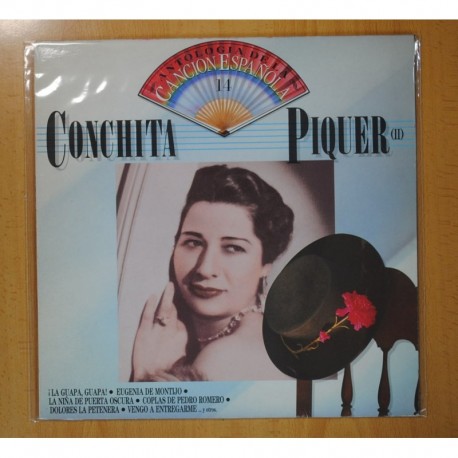 ANTOLOGIA DE LA
CANCION ESPAÑOLA
14
CONCHITA PIQUER (II)
¡LA GUAPA, GUAPA! • EUGENIA DE MONTIJO •
LA NIÑA DE PUERTA OSCURA • COPLAS DE PEDRO ROMERO •
DOLORES LA PETENERA • VENGO A ENTREGARME ... y otros.